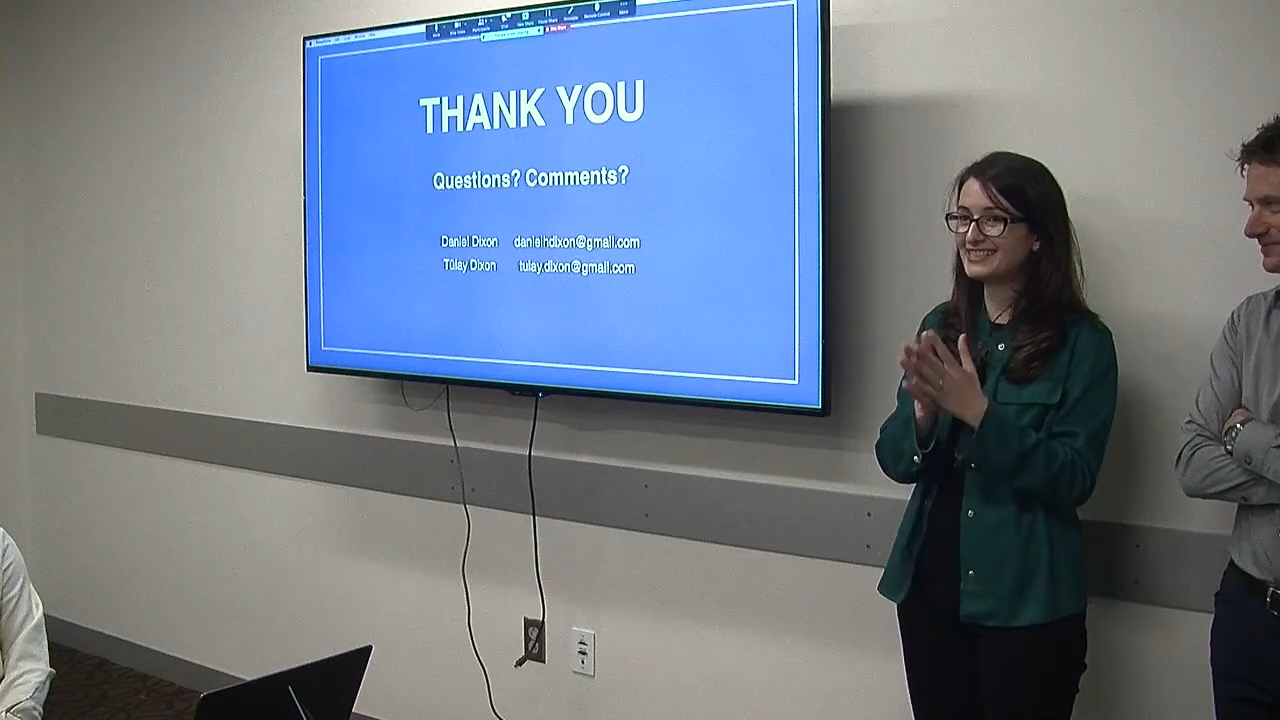 THANK YOU
Questions? Comments?
Daniel Dixon danielhdixon@gmail.com
Tülay Dixon tulay.dixon@gmail.com